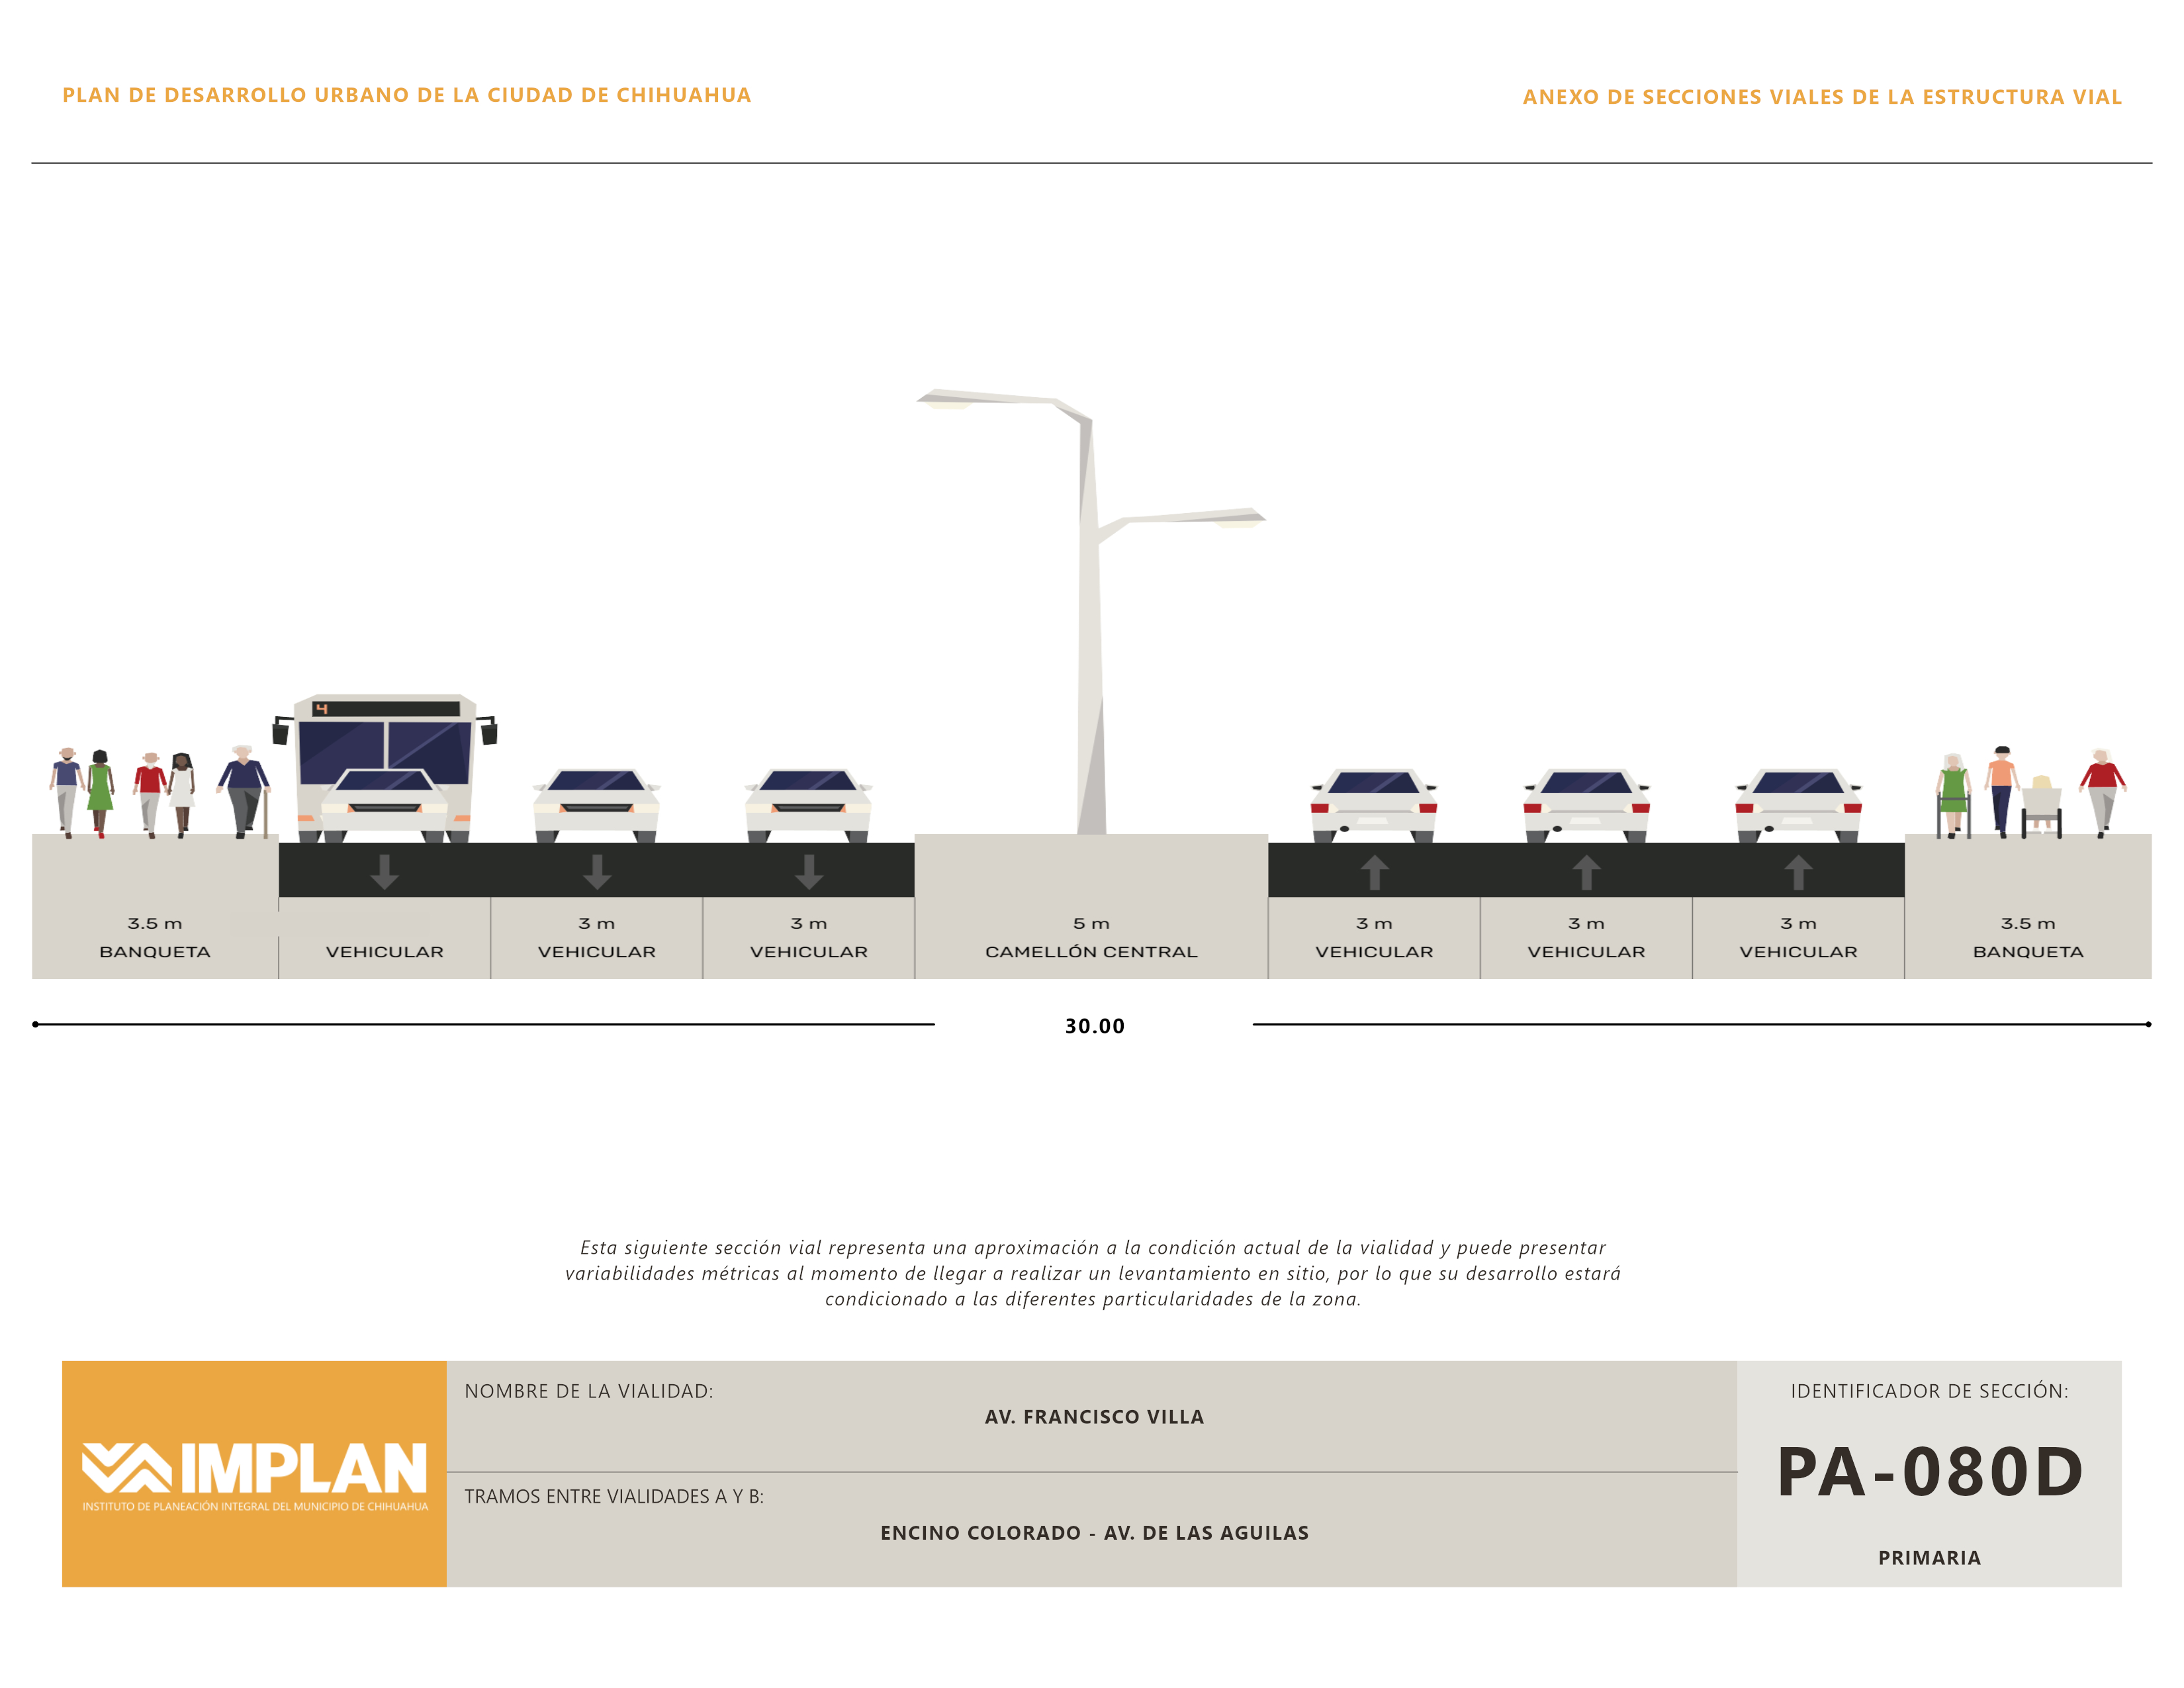 PLAN DE DESARROLLO URBANO DE LA CIUDAD DE CHIHUAHUA
ANEXO DE SECCIONES VIALES DE LA ESTRUCTURA VIAL
4
3.5 m
BANQUETA
VEHICULAR
3 m
VEHICULAR
3 m
VEHICULAR
5 m
CAMELLÓN CENTRAL
3 m
VEHICULAR
3 m
VEHICULAR
3 m
VEHICULAR
3.5 m
BANQUETA
30.00
Esta siguiente sección vial representa una aproximación a la condición actual de la vialidad y puede presentar
variabilidades métricas al momento de llegar a realizar un levantamiento en sitio, por lo que su desarrollo estará
condicionado a las diferentes particularidades de la zona.
IMPLAN
INSTITUTO DE PLANEACIÓN INTEGRAL DEL MUNICIPIO DE CHIHUAHUA
NOMBRE DE LA VIALIDAD:
AV. FRANCISCO VILLA
TRAMOS ENTRE VIALIDADES A Y B:
ENCINO COLORADO - AV. DE LAS AGUILAS
IDENTIFICADOR DE SECCIÓN:
PA-080D
PRIMARIA